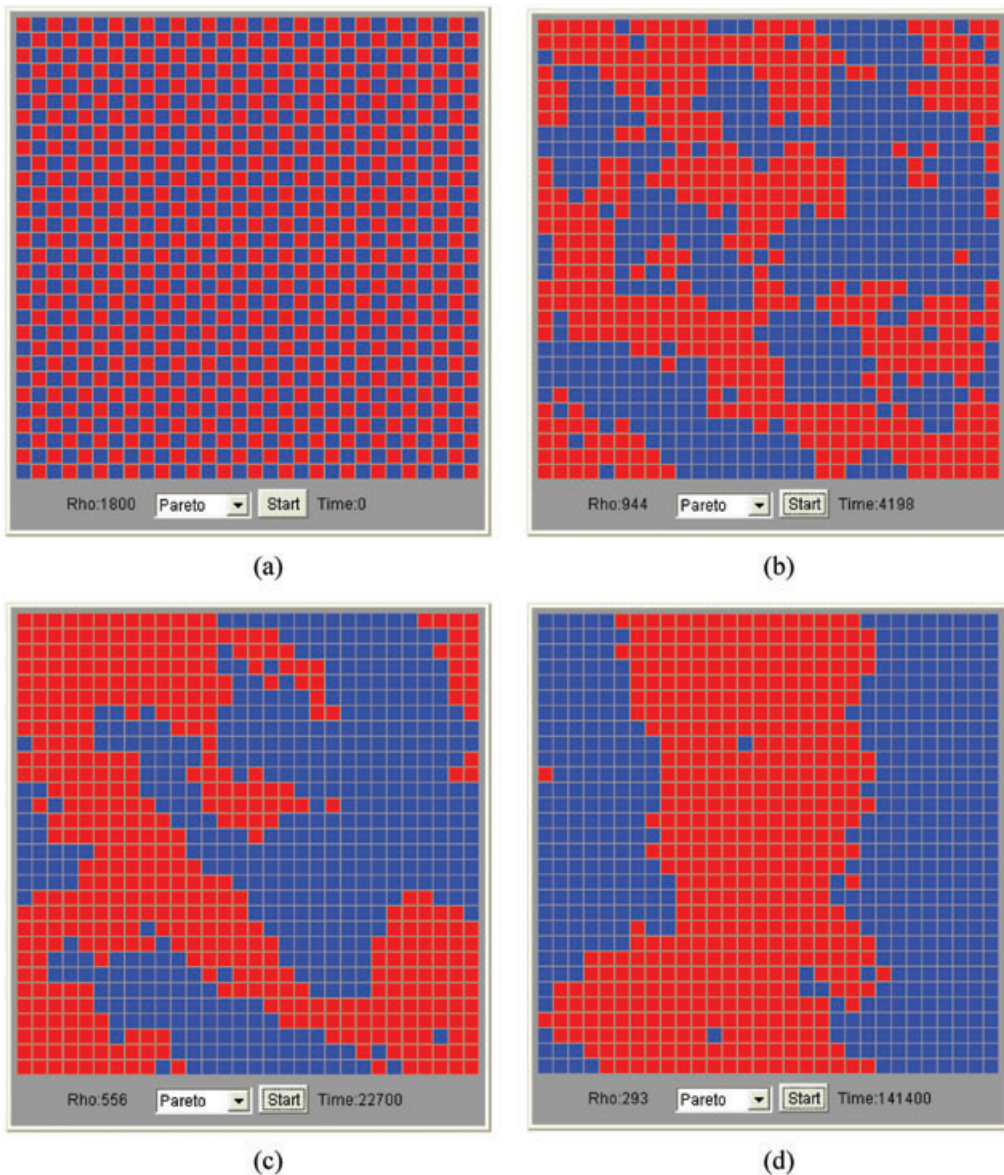 Rho:1800 Pareto Start Time:0
(a)
Rho:944 Pareto Start Time:4198
(b)
Rho:556 Pareto Start Time:22700
(c)
Rho:293 Pareto Start Time:141400
(d)